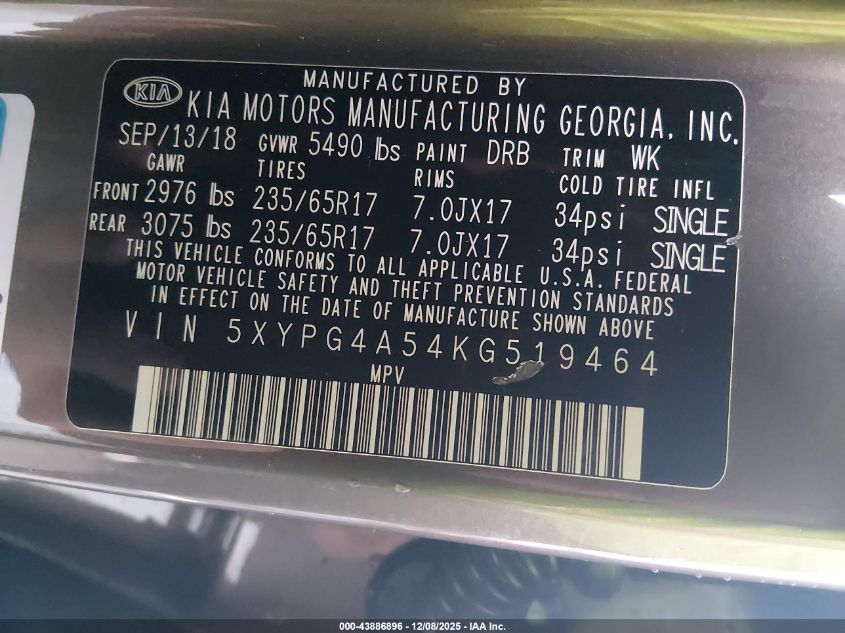 MANUFACTURED BY
KIA KIA MOTORS MANUFACTURING GEORGIA, INC.
SEP/13/18 GVWR 5490 lbs PAINT DRB TRIM WK
GAWR TIRES RIMS COLD TIRE INFL
FRONT 2976 lbs 235/65R17 7.0JX17 34psi SINGLE
REAR 3075 lbs 235/65R17 7.0JX17 34psi SINGLE
THIS VEHICLE CONFORMS TO ALL APPLICABLE U.S.A. FEDERAL
MOTOR VEHICLE SAFETY AND THEFT PREVENTION STANDARDS
IN EFFECT ON THE DATE OF MANUFACTURE SHOWN ABOVE
VIN 5XYPG4A54KG519464
MPV
000-43886896 - 12/08/2025 - IAA Inc.